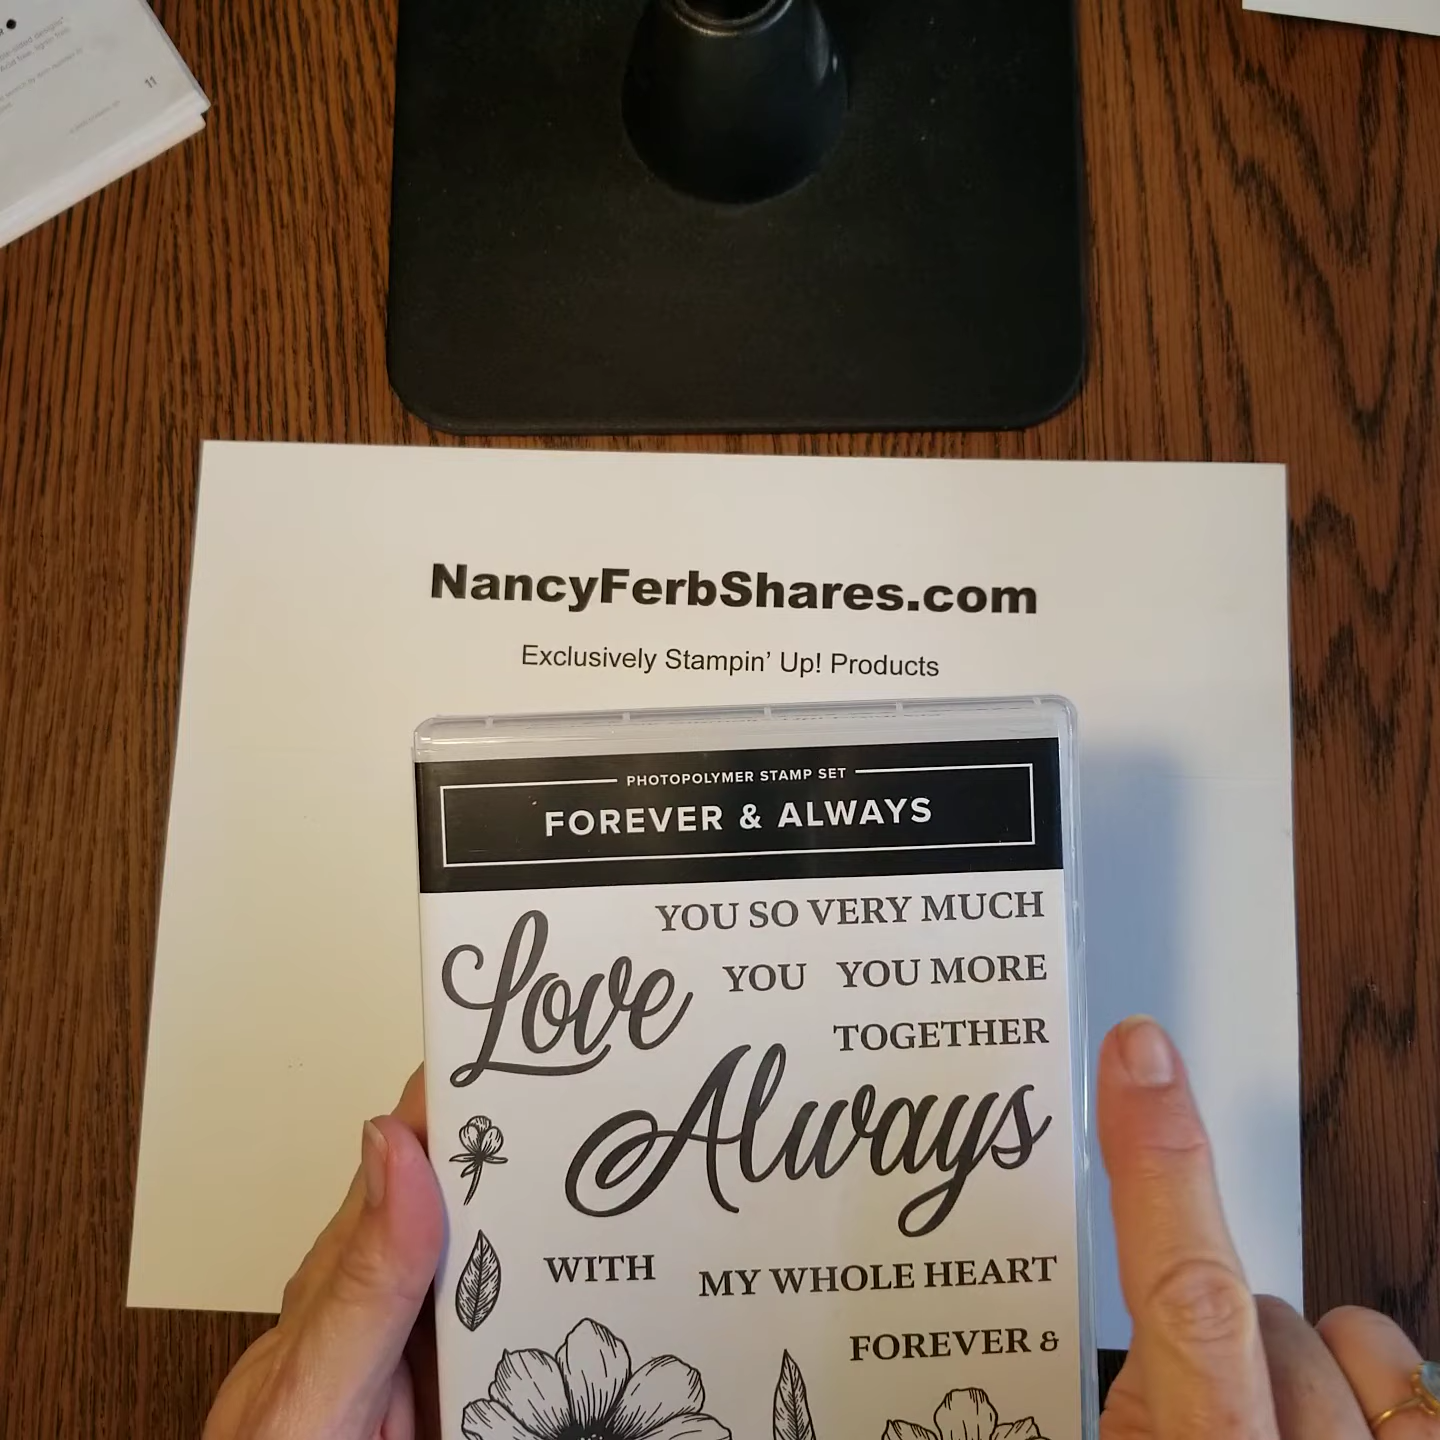 11
NancyFerbShares.com
Exclusively Stampin' Up! Products
PHOTOPOLYMER STAMP SET
FOREVER & ALWAYS
YOU SO VERY MUCH
Love YOU YOU MORE
TOGETHER
Always
WITH MY WHOLE HEART
FOREVER &